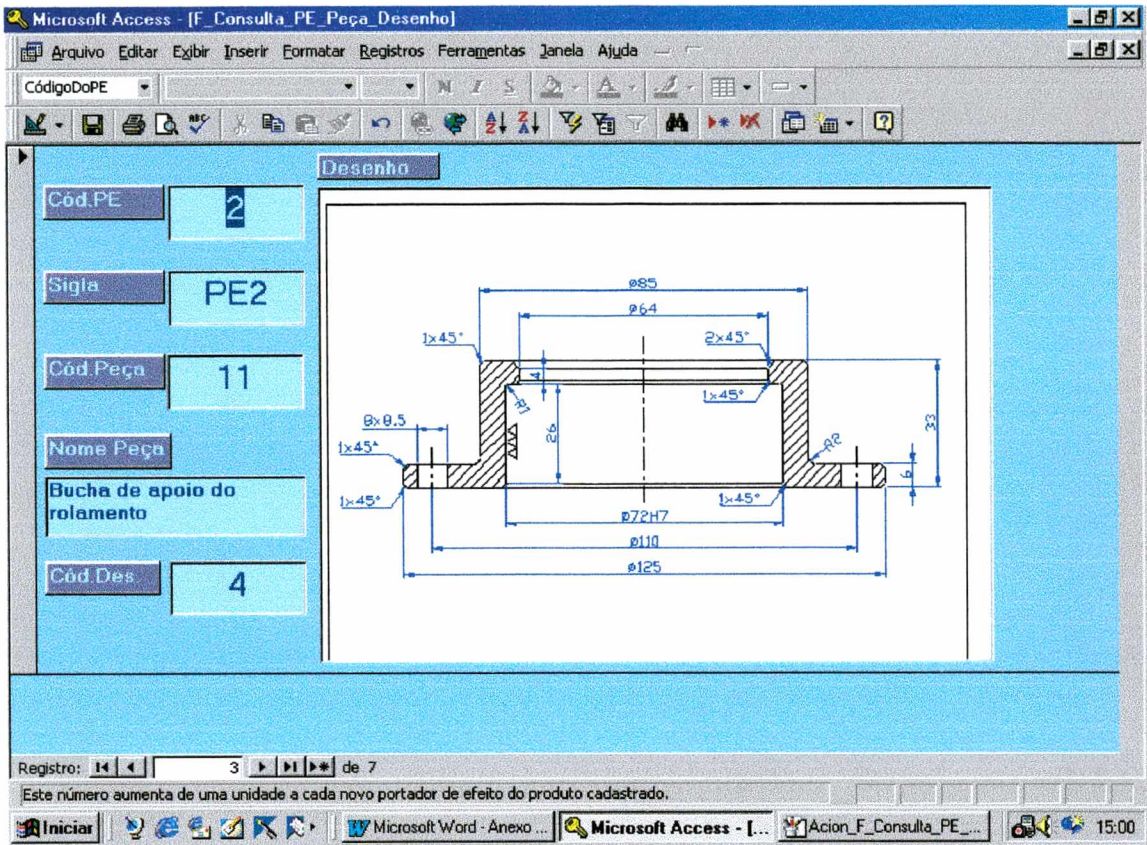 Microsoft Access - [F_Consulta_PE_Peça_Desenho]
Arquivo Editar Exibir Inserir Formatar Registros Ferramentas Janela Ajuda
CódigoDoPE N I S A
ABC A Z Z A
Desenho
Cód.PE 2
Sigla PE2
Cód.Peça 11
Nome Peça
Bucha de apoio do
rolamento
Cód.Des 4
ø85
ø64
1x45°
2x45°
4
1x45°
R1
8x8.5
26
33
1x45°
R2
6
1x45°
1x45°
ø72H7
ø110
ø125
Registro: 3 de 7
Este número aumenta de uma unidade a cada novo portador de efeito do produto cadastrado.
Iniciar Microsoft Word - Anexo ... Microsoft Access - [... Acion_F_Consulta_PE_... 15:00